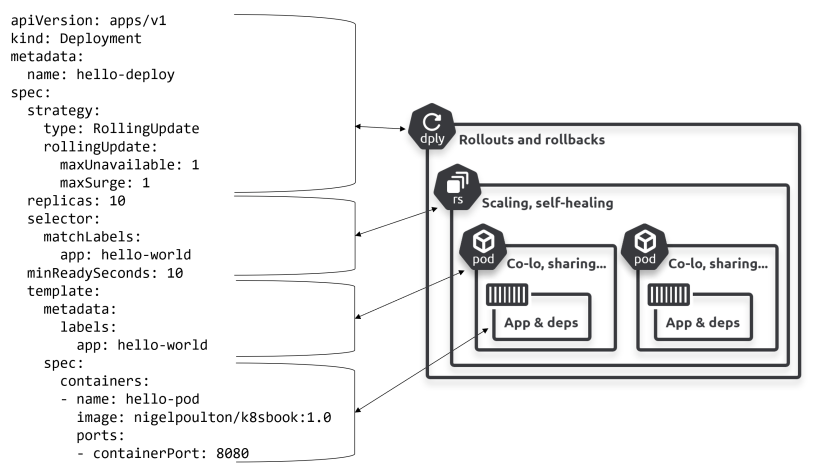 apiVersion: apps/v1
kind: Deployment
metadata:
  name: hello-deploy
spec:
  strategy:
    type: RollingUpdate
    rollingUpdate:
      maxUnavailable: 1
      maxSurge: 1
  replicas: 10
  selector:
    matchLabels:
      app: hello-world
  minReadySeconds: 10
  template:
    metadata:
      labels:
        app: hello-world
    spec:
      containers:
      - name: hello-pod
        image: nigelpoulton/k8sbook:1.0
        ports:
        - containerPort: 8080
dply
Rollouts and rollbacks
rs
Scaling, self-healing
pod
Co-lo, sharing...
App & deps
pod
Co-lo, sharing...
App & deps